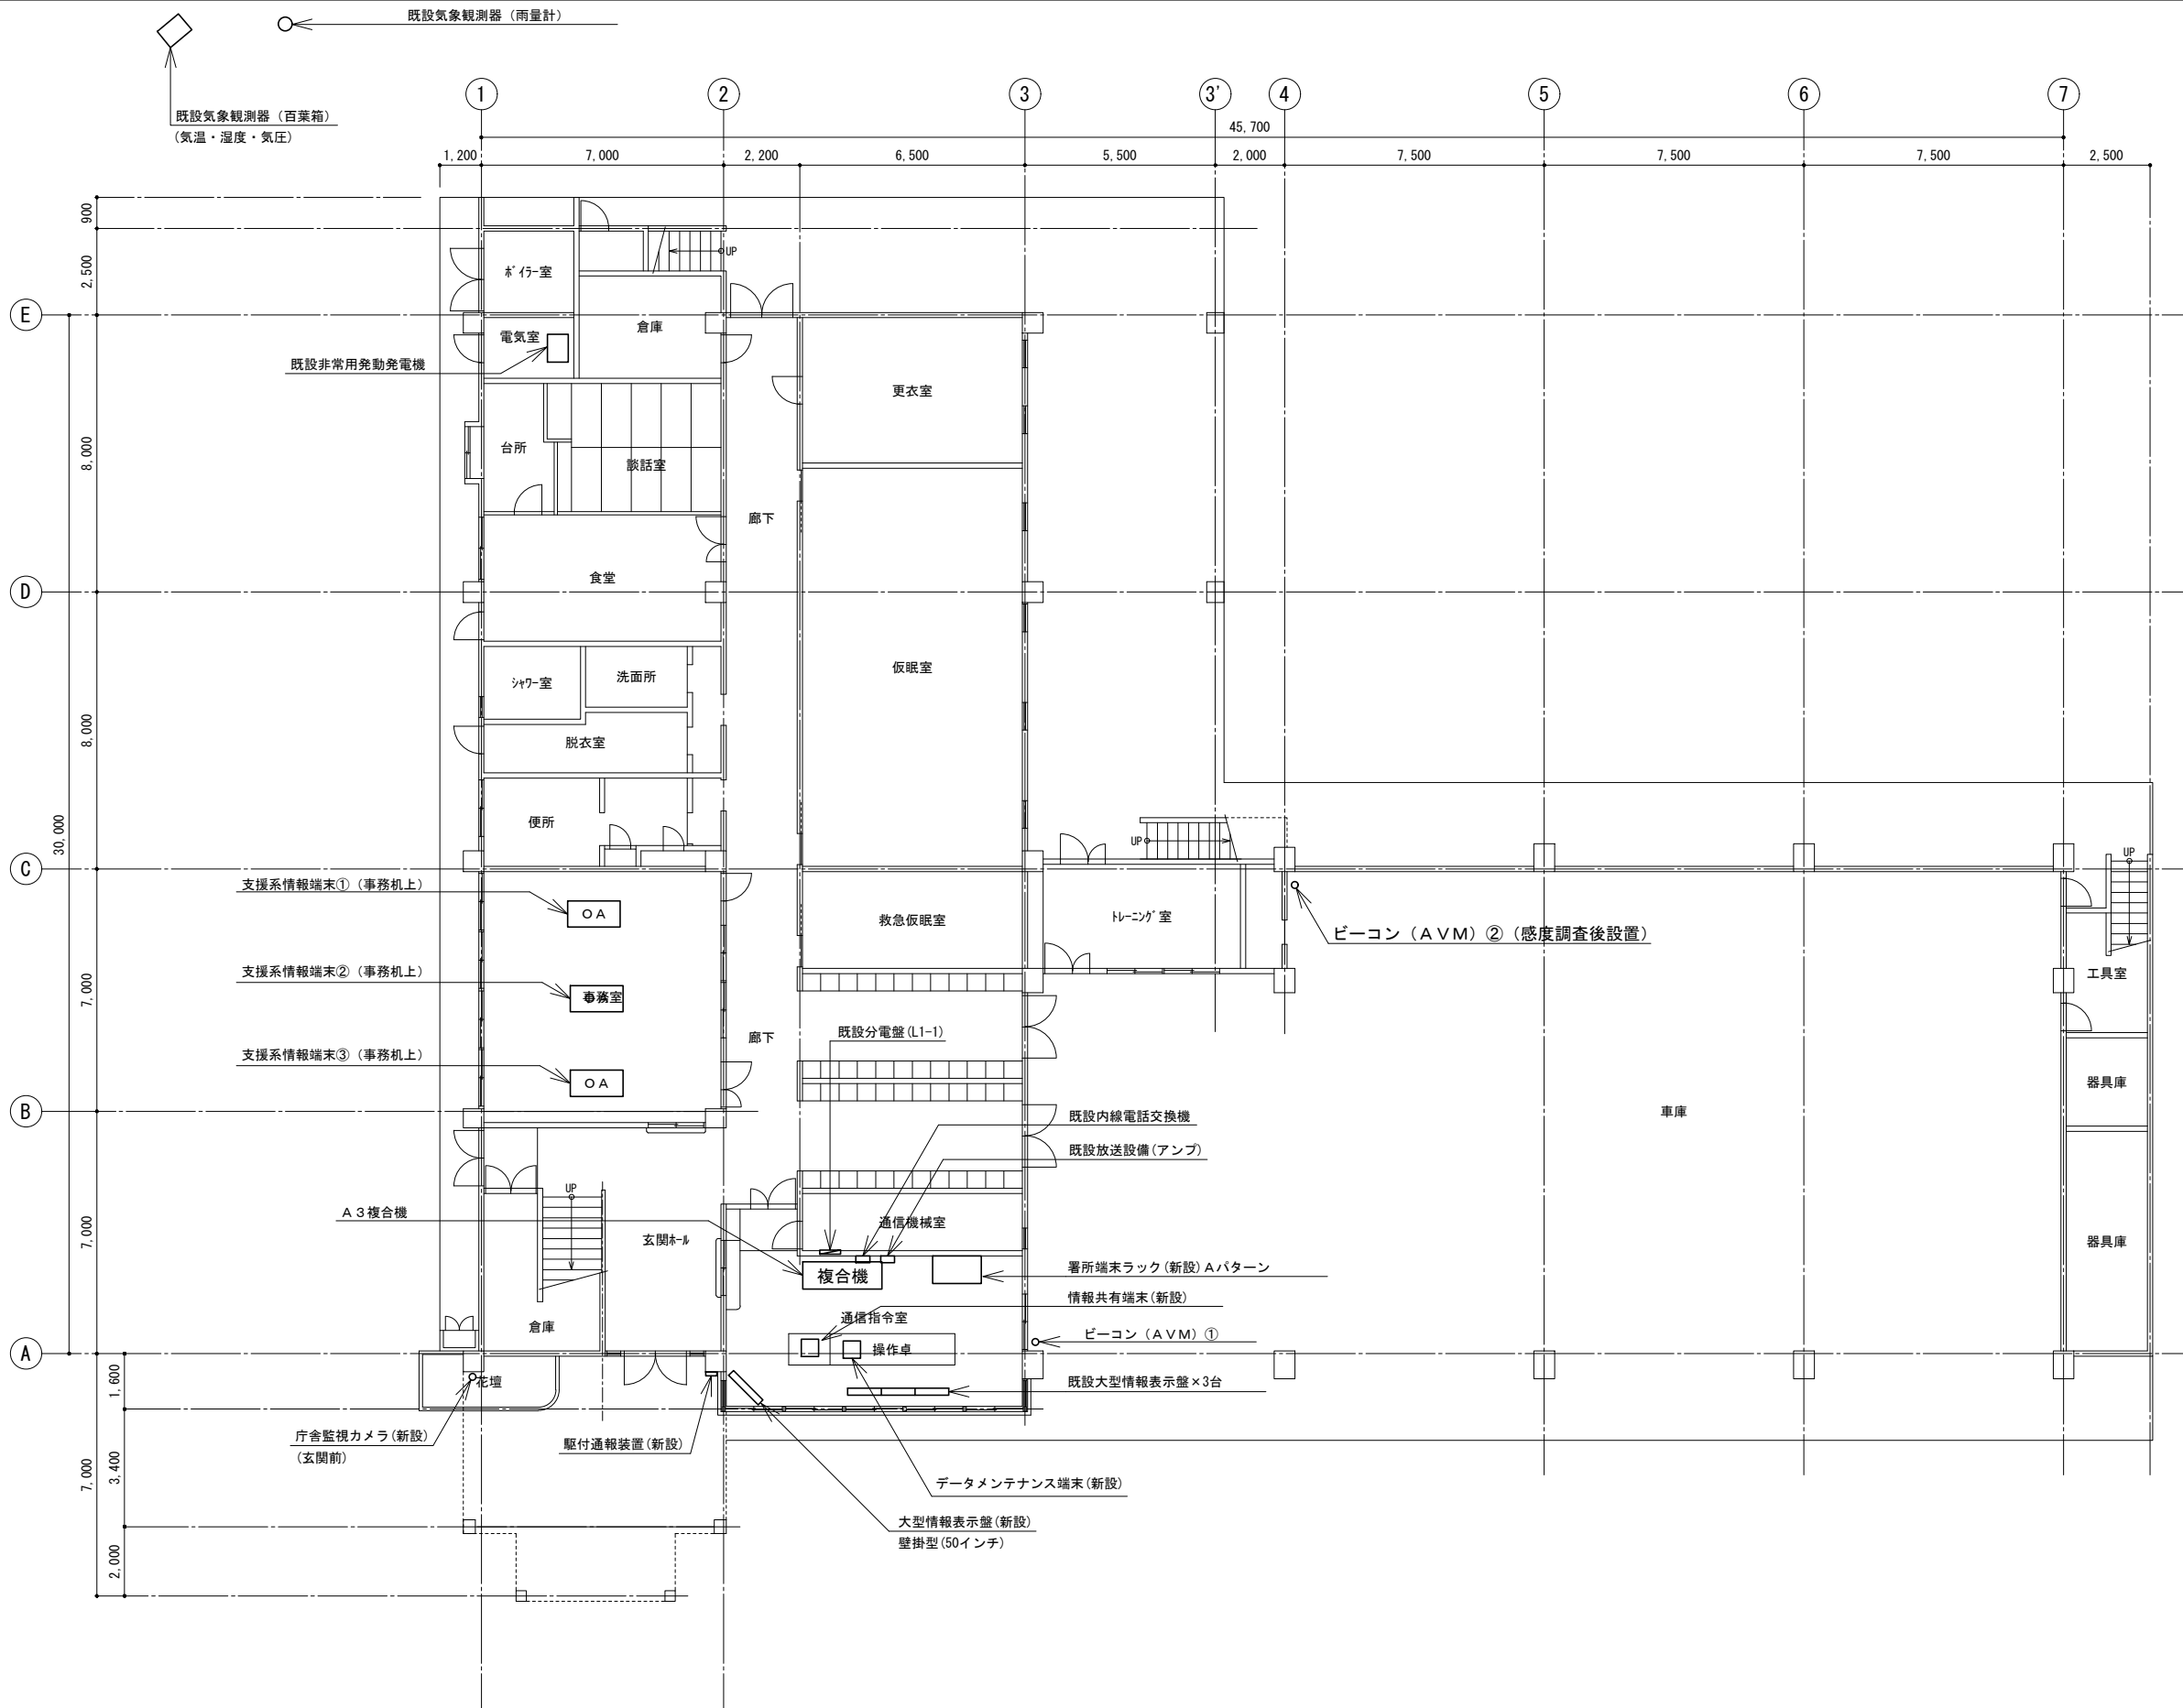 既設気象観測器（雨量計）
既設気象観測器（百葉箱）
(気温・湿度・気圧)
1
2
3
3'
4
5
6
7
45,700
1,200
7,000
2,200
6,500
5,500
2,000
7,500
7,500
7,500
2,500
900
2,500
8,000
8,000
30,000
7,000
7,000
1,600
3,400
7,000
2,000
E
D
C
B
A
ﾎﾞｲﾗｰ室
UP
電気室
倉庫
既設非常用発動発電機
更衣室
台所
談話室
廊下
食堂
仮眠室
ｼｬﾜｰ室
洗面所
脱衣室
便所
UP
UP
支援系情報端末①（事務机上）
ＯＡ
救急仮眠室
ﾄﾚｰﾆﾝｸﾞ室
ビーコン（ＡＶＭ）②（感度調査後設置）
工具室
支援系情報端末②（事務机上）
事務室
廊下
既設分電盤(L1-1)
支援系情報端末③（事務机上）
ＯＡ
器具庫
車庫
既設内線電話交換機
既設放送設備(アンプ)
UP
Ａ３複合機
玄関ﾎｰﾙ
通信機械室
器具庫
複合機
署所端末ラック(新設)Ａパターン
情報共有端末(新設)
通信指令室
倉庫
操作卓
ビーコン（ＡＶＭ）①
花壇
既設大型情報表示盤×3台
庁舎監視カメラ(新設)
(玄関前)
駆付通報装置(新設)
データメンテナンス端末(新設)
大型情報表示盤(新設)
壁掛型(50インチ)